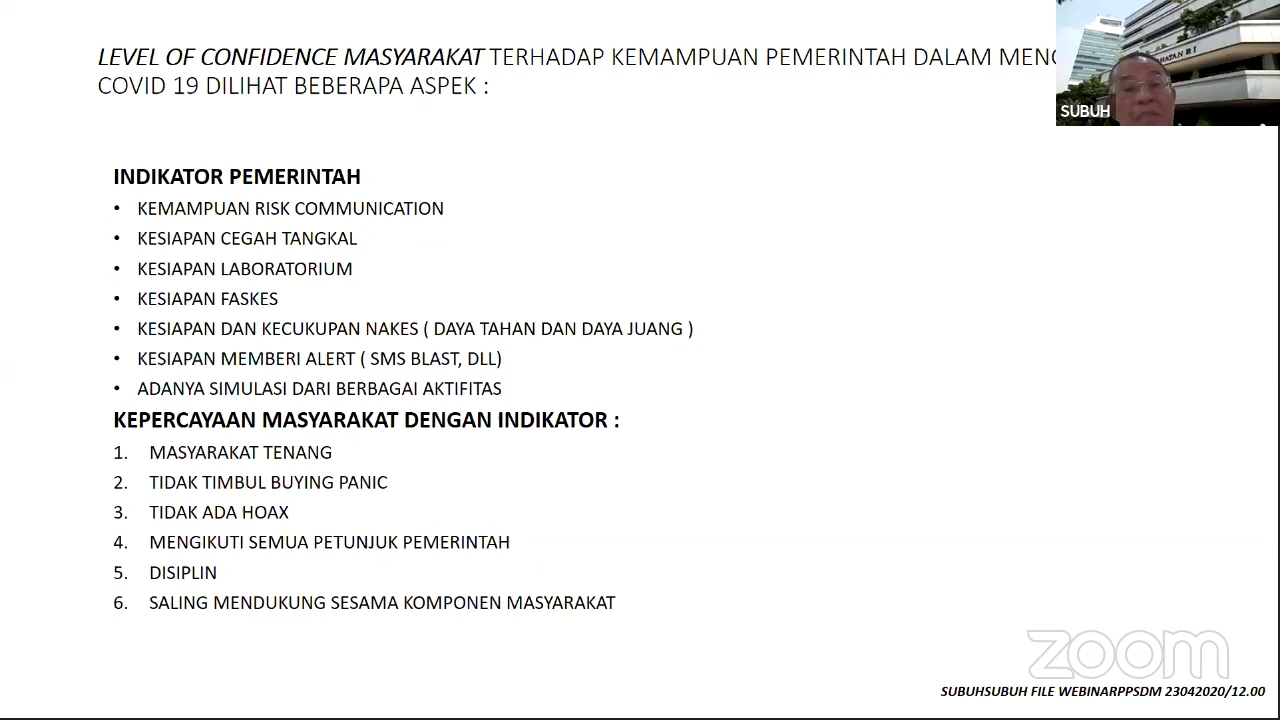 LEVEL OF CONFIDENCE MASYARAKAT TERHADAP KEMAMPUAN PEMERINTAH DALAM
COVID 19 DILIHAT BEBERAPA ASPEK :
SUBUH
INDIKATOR PEMERINTAH
• KEMAMPUAN RISK COMMUNICATION
• KESIAPAN CEGAH TANGKAL
• KESIAPAN LABORATORIUM
• KESIAPAN FASKES
• KESIAPAN DAN KECUKUPAN NAKES ( DAYA TAHAN DAN DAYA JUANG )
• KESIAPAN MEMBERI ALERT ( SMS BLAST, DLL)
• ADANYA SIMULASI DARI BERBAGAI AKTIFITAS
KEPERCAYAAN MASYARAKAT DENGAN INDIKATOR :
1. MASYARAKAT TENANG
2. TIDAK TIMBUL BUYING PANIC
3. TIDAK ADA HOAX
4. MENGIKUTI SEMUA PETUNJUK PEMERINTAH
5. DISIPLIN
6. SALING MENDUKUNG SESAMA KOMPONEN MASYARAKAT
zoom
SUBUHSUBUH FILE WEBINARPPSDM 23042020/12.00